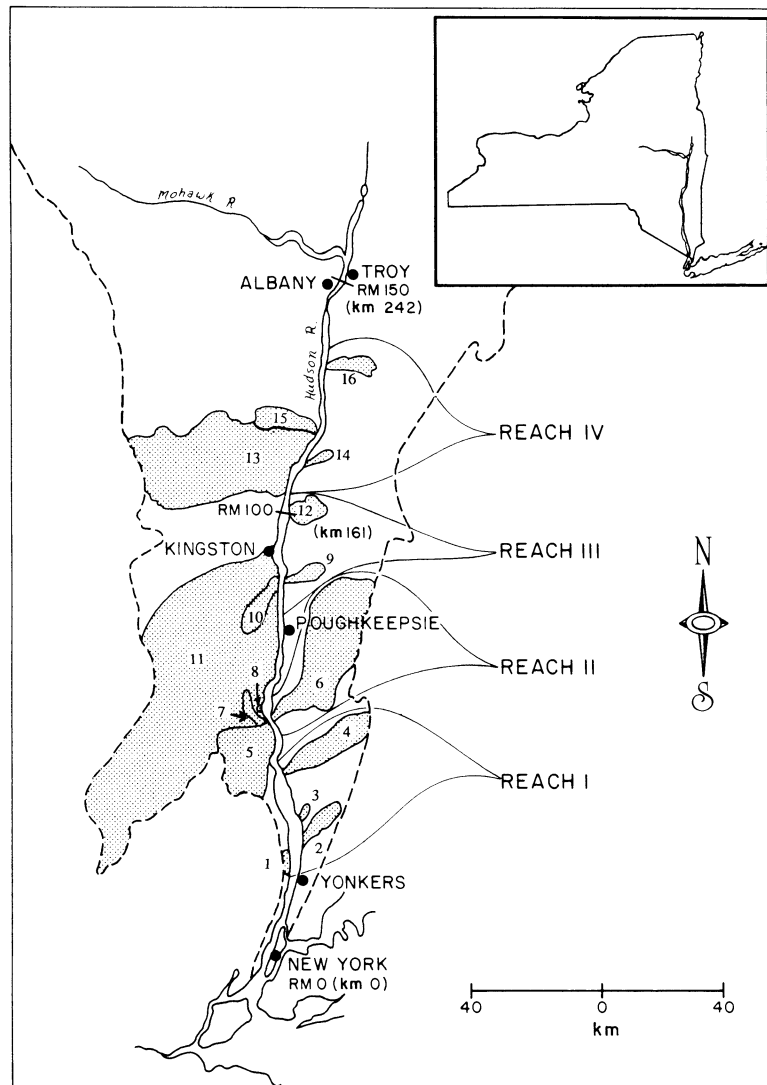 Mohawk R.
TROY
ALBANY
RM 150
(km 242)
Hudson R.
16
15
REACH IV
13
14
RM 100
12
(km 161)
KINGSTON
REACH III
9
N
10
POUGHKEEPSIE
11
8
REACH II
6
S
7
4
5
REACH I
3
2
1
YONKERS
NEW YORK
RM 0 (km 0)
40 0 40
km